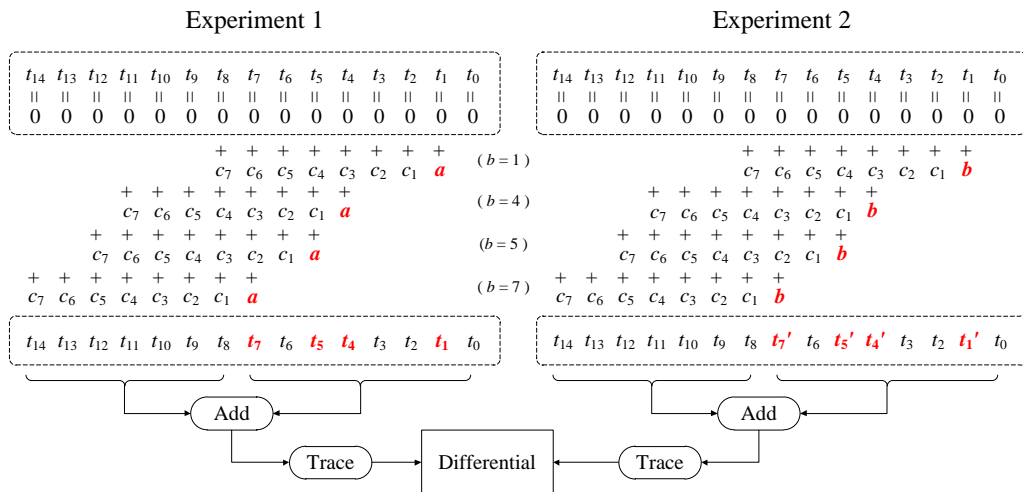 Experiment 1 Experiment 2
t14 t13 t12 t11 t10 t9 t8 t7 t6 t5 t4 t3 t2 t1 t0 t14 t13 t12 t11 t10 t9 t8 t7 t6 t5 t4 t3 t2 t1 t0
= = = = = = = = = = = = = = = = = = = = = = = = = = = = = =
0 0 0 0 0 0 0 0 0 0 0 0 0 0 0 0 0 0 0 0 0 0 0 0 0 0 0 0 0 0
+ + + + + + + + + + + + + + + +
c7 c6 c5 c4 c3 c2 c1 a ( b = 1 ) c7 c6 c5 c4 c3 c2 c1 b
+ + + + + + + + + + + + + + + +
c7 c6 c5 c4 c3 c2 c1 a ( b = 4 ) c7 c6 c5 c4 c3 c2 c1 b
+ + + + + + + + + + + + + + + +
c7 c6 c5 c4 c3 c2 c1 a ( b = 5 ) c7 c6 c5 c4 c3 c2 c1 b
+ + + + + + + + + + + + + + + +
c7 c6 c5 c4 c3 c2 c1 a ( b = 7 ) c7 c6 c5 c4 c3 c2 c1 b
t14 t13 t12 t11 t10 t9 t8 t7 t6 t5 t4 t3 t2 t1 t0 t14 t13 t12 t11 t10 t9 t8 t7' t6 t5' t4' t3 t2 t1' t0
Add Add
Trace Differential Trace